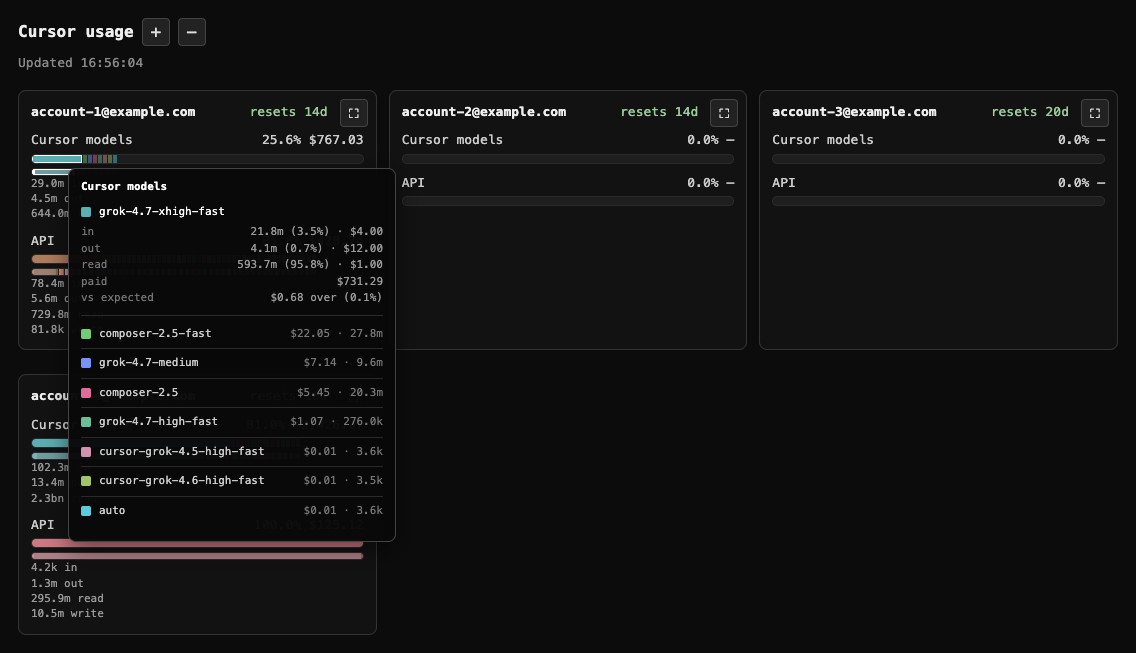 Cursor usage + −
Updated 16:56:04
account-1@example.com resets 14d
Cursor models 25.6% $767.03
29.0m
4.5m
644.0m
API
78.4m
5.6m
729.8m
81.8k
Cursor models
grok-4.7-xhigh-fast
in 21.8m (3.5%) · $4.00
out 4.1m (0.7%) · $12.00
read 593.7m (95.8%) · $1.00
paid $731.29
vs expected $0.68 over (0.1%)
composer-2.5-fast $22.05 · 27.8m
grok-4.7-medium $7.14 · 9.6m
composer-2.5 $5.45 · 20.3m
grok-4.7-high-fast $1.07 · 276.0k
cursor-grok-4.5-high-fast $0.01 · 3.6k
cursor-grok-4.6-high-fast $0.01 · 3.5k
auto $0.01 · 3.6k
account-2@example.com resets 14d
Cursor models 0.0% —
API 0.0% —
account-3@example.com resets 20d
Cursor models 0.0% —
API 0.0% —
102.3m
13.4m
2.3bn
API
4.2k in
1.3m out
295.9m read
10.5m write